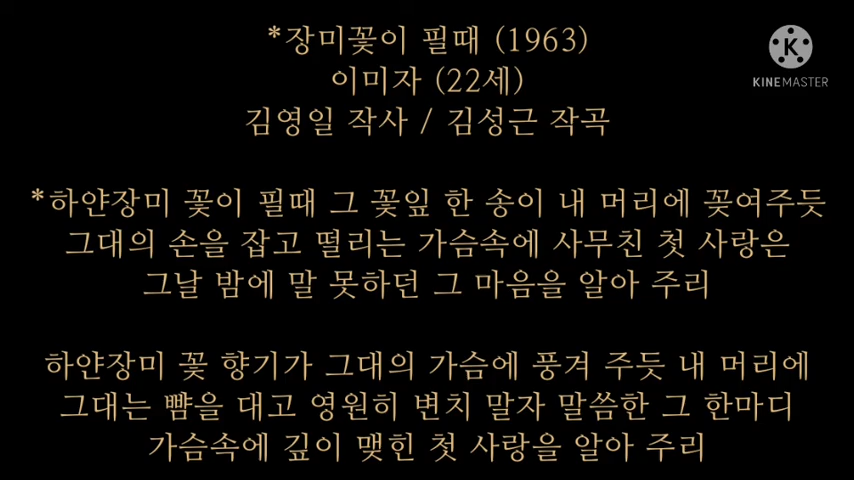 *장미꽃이 필때 (1963)
이미자 (22세)
김영일 작사 / 김성근 작곡
K
KINEMASTER
*하얀장미 꽃이 필때 그 꽃잎 한 송이 내 머리에 꽃여주듯
그대의 손을 잡고 떨리는 가슴속에 사무친 첫 사랑은
그날 밤에 말 못하던 그 마음을 알아 주리
하얀장미 꽃 향기가 그대의 가슴에 풍겨 주듯 내 머리에
그대는 뺨을 대고 영원히 변치 말자 말씀한 그 한마디
가슴속에 깊이 맺힌 첫 사랑을 알아 주리